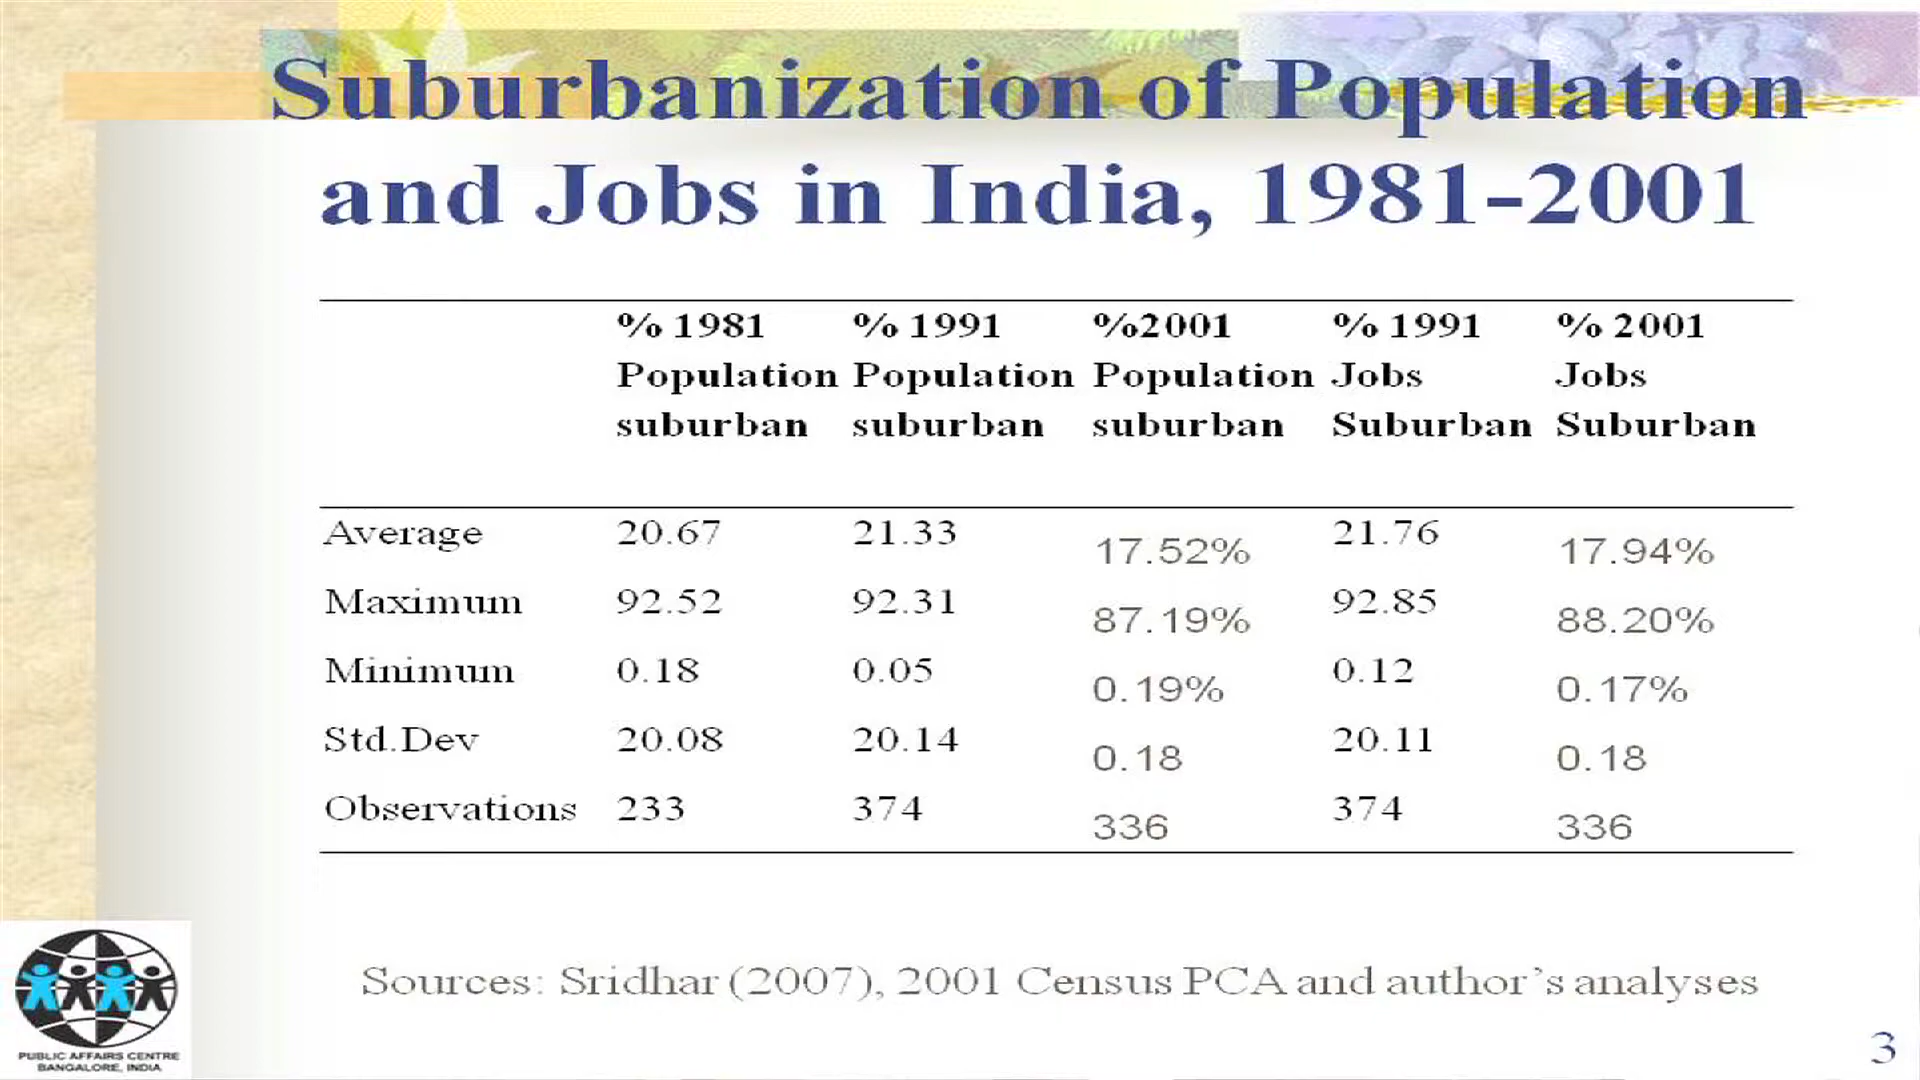 Suburbanization of Population
and Jobs in India, 1981-2001
% 1981 % 1991 %2001 % 1991 % 2001
Population Population Population Jobs Jobs
suburban suburban suburban Suburban Suburban
Average 20.67 21.33 17.52% 21.76 17.94%
Maximum 92.52 92.31 87.19% 92.85 88.20%
Minimum 0.18 0.05 0.19% 0.12 0.17%
Std.Dev 20.08 20.14 0.18 20.11 0.18
Observations 233 374 336 374 336
Sources: Sridhar (2007), 2001 Census PCA and author's analyses
PUBLIC AFFAIRS CENTRE
BANGALORE, INDIA
3